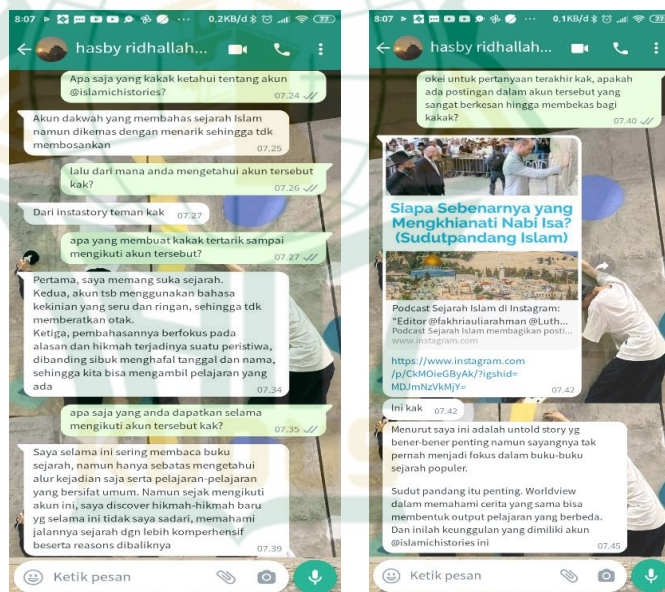 8:07
0,2KB/d
77
hasby ridhallah...
Apa saja yang kakak ketahui tentang akun
@islamichistories?
07.24
Akun dakwah yang membahas sejarah Islam
namun dikemas dengan menarik sehingga tdk
membosankan
07.25
lalu dari mana anda mengetahui akun tersebut
kak?
07.26
Dari instastory teman kak
07.27
apa yang membuat kakak tertarik sampai
mengikuti akun tersebut?
07.27
Pertama, saya memang suka sejarah.
Kedua, akun tsb menggunakan bahasa
kekinian yang seru dan ringan, sehingga tdk
memberatkan otak.
Ketiga, pembahasannya berfokus pada
alasan dan hikmah terjadinya suatu peristiwa,
dibanding sibuk menghafal tanggal dan nama,
sehingga kita bisa mengambil pelajaran yang
ada
07.34
apa saja yang anda dapatkan selama
mengikuti akun tersebut kak?
07.35
Saya selama ini sering membaca buku
sejarah, namun hanya sebatas mengetahui
alur kejadian saja serta pelajaran-pelajaran
yang bersifat umum. Namun sejak mengikuti
akun ini, saya discover hikmah-hikmah baru
yg selama ini tidak saya sadari, memahami
jalannya sejarah dgn lebih komperhensif
beserta reasons dibaliknya
07.39
Ketik pesan
8:07
0,1KB/d
77
hasby ridhallah...
okei untuk pertanyaan terakhir kak, apakah
ada postingan dalam akun tersebut yang
sangat berkesan hingga membekas bagi
kakak?
07.40
Siapa Sebenarnya yang
Mengkhianati Nabi Isa?
(Sudutpandang Islam)
Podcast Sejarah Islam di Instagram:
"Editor @fakhriauliarahman @Luth...
Podcast Sejarah Islam membagikan posti...
www.instagram.com
https://www.instagram.com
/p/CkMOieGByAk/?igshid=
MDJmNzVkMjY=
07.42
Ini kak
07.42
Menurut saya ini adalah untold story yg
bener-bener penting namun sayangnya tak
pernah menjadi fokus dalam buku-buku
sejarah populer.
Sudut pandang itu penting. Worldview
dalam memahami cerita yang sama bisa
membentuk output pelajaran yang berbeda.
Dan inilah keunggulan yang dimiliki akun
@islamichistories ini
07.45
Ketik pesan